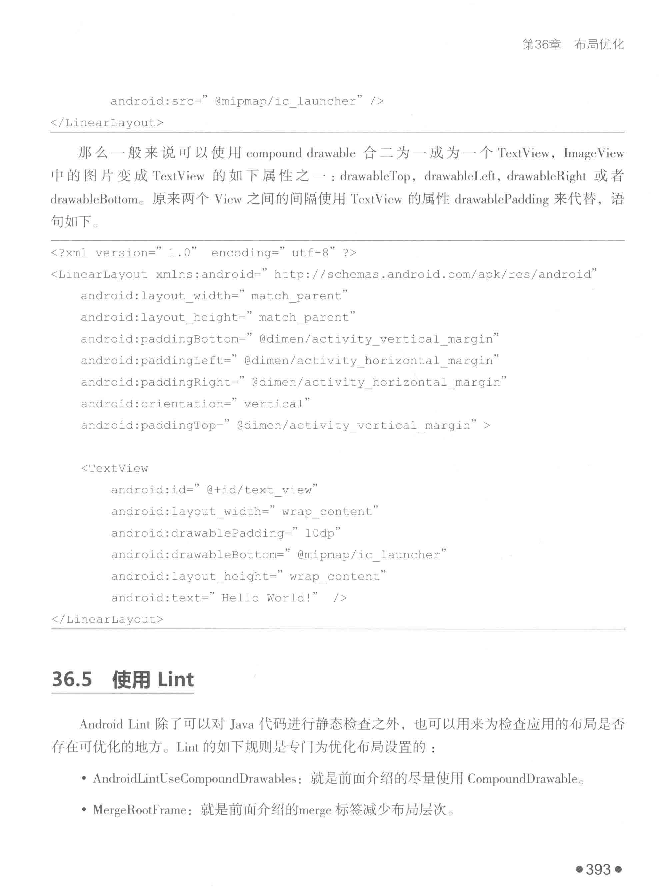 第36章 布局优化
android:src=” @mipmap/ic_launcher” />
</LinearLayout>
那么一般来说可以使用 compound drawable 合二为一成为一个 TextView，ImageView
中的图片变成 TextView 的如下属性之一：drawableTop，drawableLeft，drawableRight 或者
drawableBottom。原来两个 View 之间的间隔使用 TextView 的属性 drawablePadding 来代替，语
句如下。
<?xml version=” 1.0” encoding=” utf-8” ?>
<LinearLayout xmlns:android=” http://schemas.android.com/apk/res/android”
android:layout_width=” match_parent”
android:layout_height=” match_parent”
android:paddingBottom=” @dimen/activity_vertical_margin”
android:paddingLeft=” @dimen/activity_horizontal_margin”
android:paddingRight=” @dimen/activity_horizontal_margin”
android:orientation=” vertical”
android:paddingTop=” @dimen/activity_vertical_margin” >
<TextView
android:id=” @+id/text_view”
android:layout_width=” wrap_content”
android:drawablePadding=” 10dp”
android:drawableBottom=” @mipmap/ic_launcher”
android:layout_height=” wrap_content”
android:text=” Hello World!” />
</LinearLayout>
36.5 使用 Lint
Android Lint 除了可以对 Java 代码进行静态检查之外，也可以用来为检查应用的布局是否
存在可优化的地方。Lint 的如下规则是专门为优化布局设置的：
• AndroidLintUseCompoundDrawables：就是前面介绍的尽量使用 CompoundDrawable。
• MergeRootFrame：就是前面介绍的merge 标签减少布局层次。
●393●